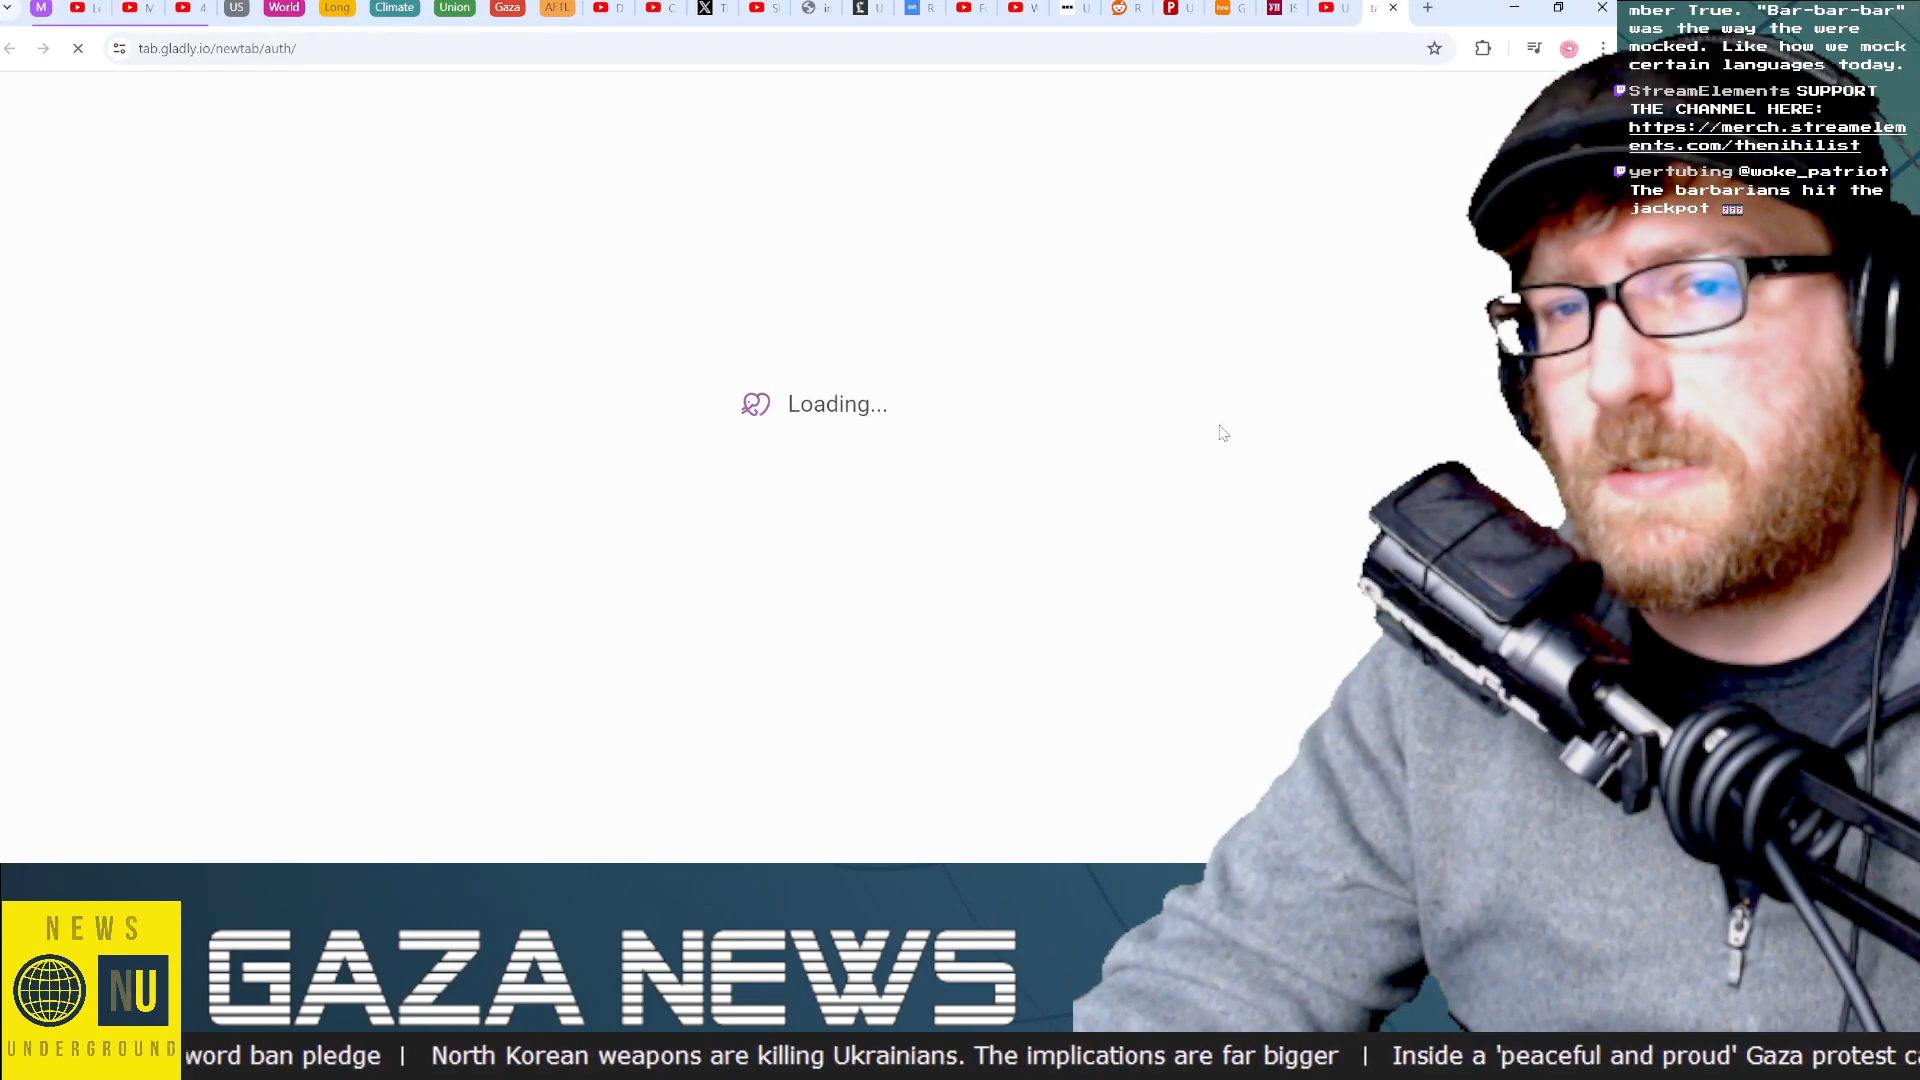 M
US
World
Long
Climate
Union
Gaza
AFTL
tab.gladly.io/newtab/auth/
mber True. "Bar-bar-bar"
was the way the were
mocked. Like how we mock
certain languages today.
StreamElements SUPPORT
THE CHANNEL HERE:
https://merch.streamelem
ents.com/thenihilist
yertubing @woke_patriot
The barbarians hit the
jackpot
Loading...
NEWS
NU
UNDERGROUND
GAZA NEWS
word ban pledge | North Korean weapons are killing Ukrainians. The implications are far bigger | Inside a 'peaceful and proud' Gaza protest ca